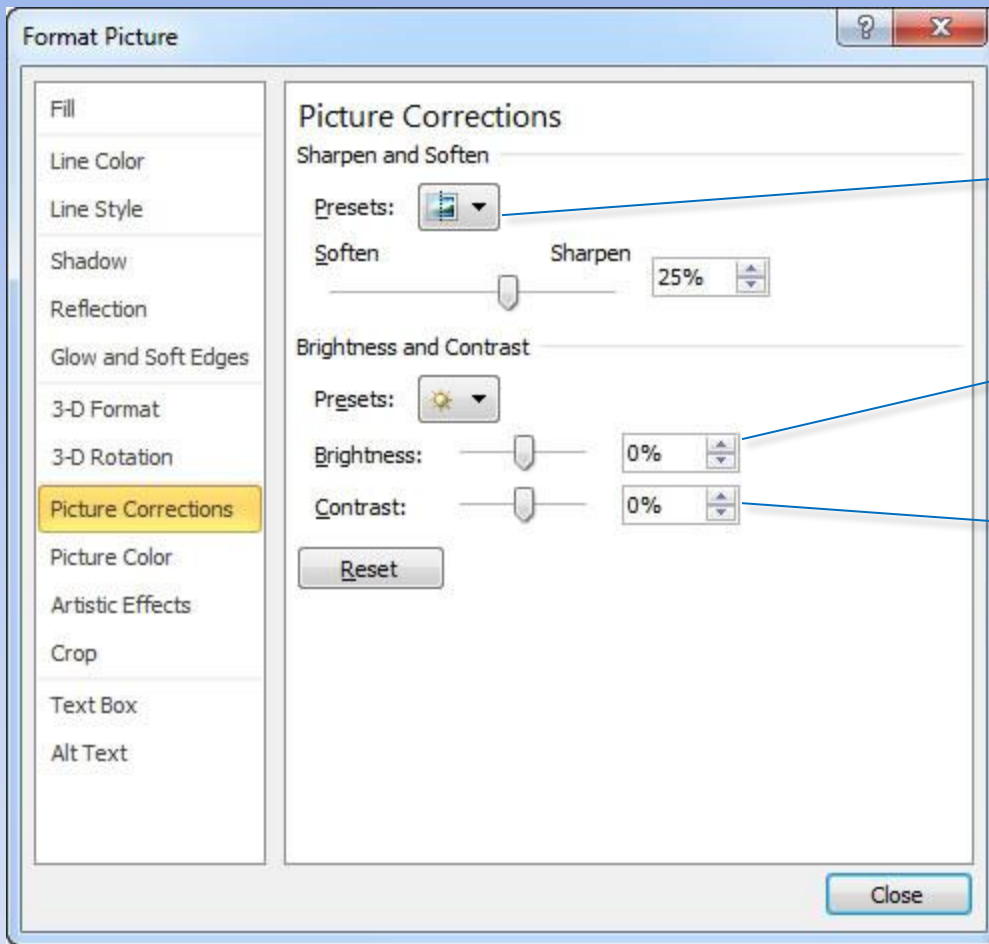 Format Picture
Fill
Line Color
Line Style
Shadow
Reflection
Glow and Soft Edges
3-D Format
3-D Rotation
Picture Corrections
Picture Color
Artistic Effects
Crop
Text Box
Alt Text
Picture Corrections
Sharpen and Soften
Presets:
Soften Sharpen
25%
Brightness and Contrast
Presets:
Brightness: 0%
Contrast: 0%
Reset
Close